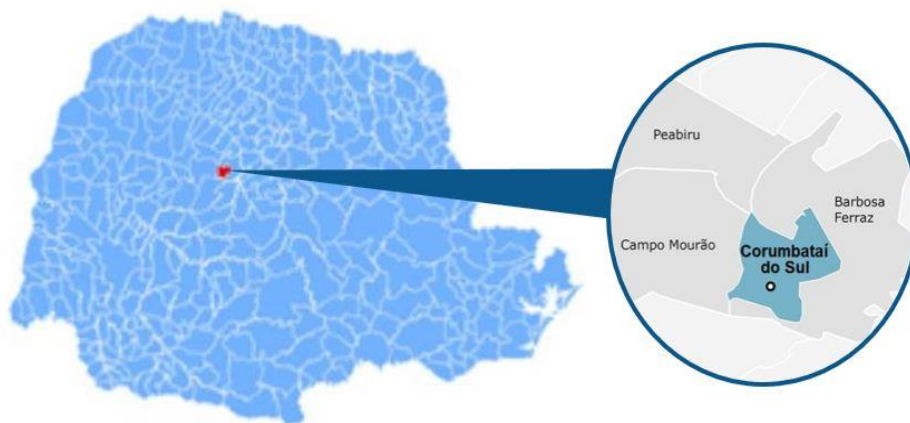 Peabiru
Barbosa
Ferraz
Campo Mourão
Corumbataí
do Sul